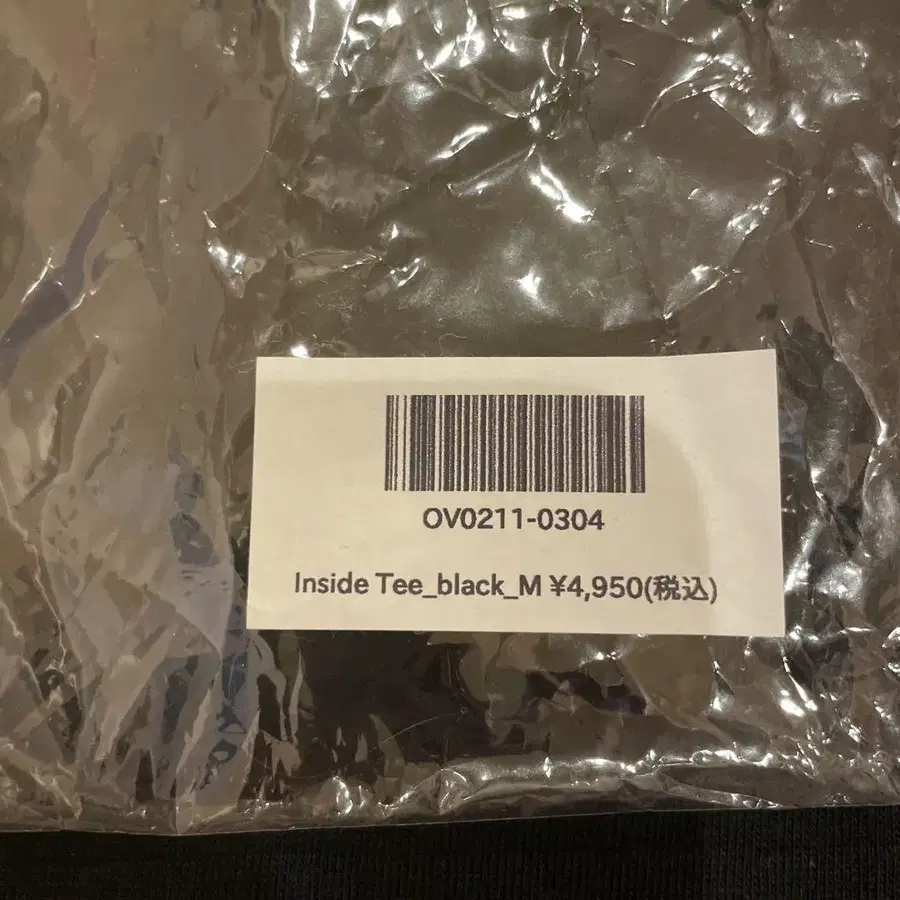 OV0211-0304
Inside Tee_black_M ¥4,950(税込)